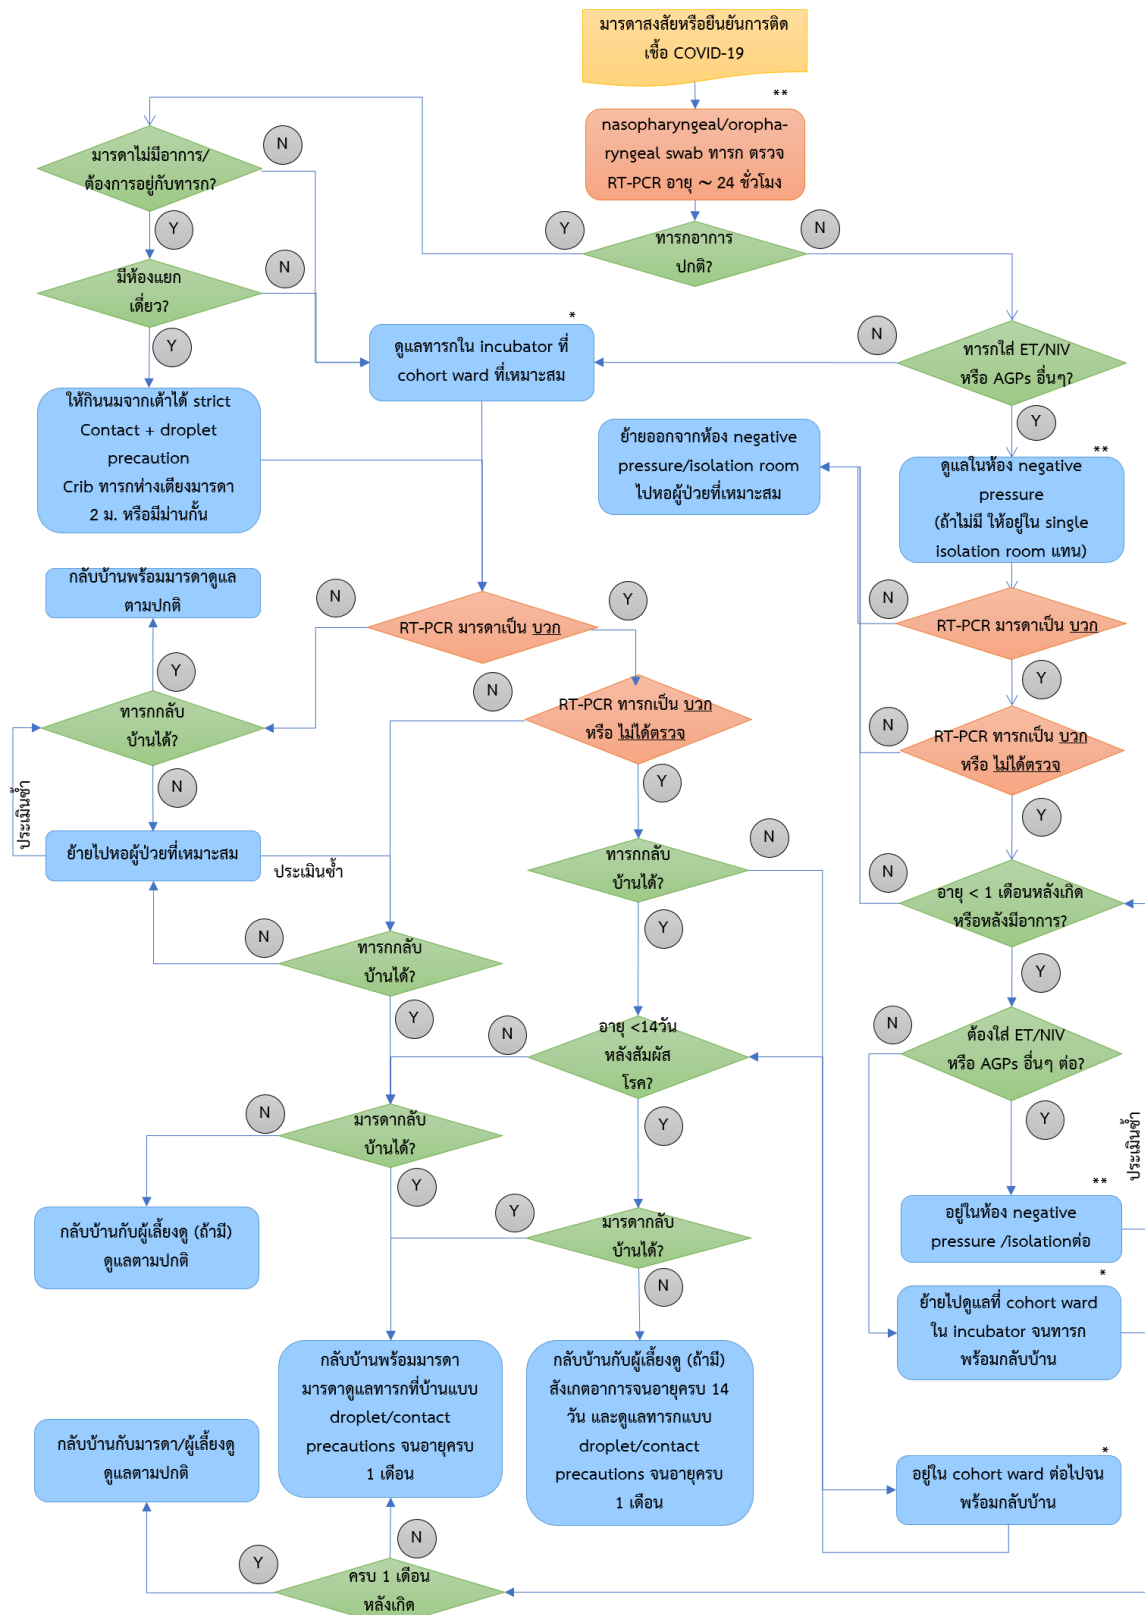 มารดาสงสัยหรือยืนยันการติด
เชื้อ COVID-19
**
nasopharyngeal/oropha-
ryngeal swab ทารก ตรวจ
RT-PCR อายุ ~ 24 ชั่วโมง
มารดาไม่มีอาการ/
ต้องการอยู่กับทารก?
N
Y
Y
ทารกอาการ
ปกติ?
N
มีห้องแยก
เดี่ยว?
N
Y
*
ดูแลทารกใน incubator ที่
cohort ward ที่เหมาะสม
N
ทารกใส่ ET/NIV
หรือ AGPs อื่นๆ?
Y
ให้กินนมจากเต้าได้ strict
Contact + droplet
precaution
Crib ทารกห่างเตียงมารดา
2 ม. หรือมีม่านกั้น
ย้ายออกจากห้อง negative
pressure/isolation room
ไปหอผู้ป่วยที่เหมาะสม
**
ดูแลในห้อง negative
pressure
(ถ้าไม่มี ให้อยู่ใน single
isolation room แทน)
กลับบ้านพร้อมมารดาดูแล
ตามปกติ
N
RT-PCR มารดาเป็น บวก
Y
N
RT-PCR มารดาเป็น บวก
Y
Y
ทารกกลับ
บ้านได้?
N
N
RT-PCR ทารกเป็น บวก
หรือ ไม่ได้ตรวจ
Y
N
RT-PCR ทารกเป็น บวก
หรือ ไม่ได้ตรวจ
Y
ประเมินซ้ำ
ย้ายไปหอผู้ป่วยที่เหมาะสม
ประเมินซ้ำ
ทารกกลับ
บ้านได้?
N
Y
N
อายุ < 1 เดือนหลังเกิด
หรือหลังมีอาการ?
Y
N
ทารกกลับ
บ้านได้?
Y
N
อายุ <14วัน
หลังสัมผัส
โรค?
Y
N
ต้องใส่ ET/NIV
หรือ AGPs อื่นๆ ต่อ?
Y
ประเมินซ้ำ
N
มารดากลับ
บ้านได้?
Y
Y
มารดากลับ
บ้านได้?
N
**
อยู่ในห้อง negative
pressure /isolationต่อ
กลับบ้านกับผู้เลี้ยงดู (ถ้ามี)
ดูแลตามปกติ
*
ย้ายไปดูแลที่ cohort ward
ใน incubator จนทารก
พร้อมกลับบ้าน
กลับบ้านพร้อมมารดา
มารดาดูแลทารกที่บ้านแบบ
droplet/contact
precautions จนอายุครบ
1 เดือน
กลับบ้านกับผู้เลี้ยงดู (ถ้ามี)
สังเกตอาการจนอายุครบ 14
วัน และดูแลทารกแบบ
droplet/contact
precautions จนอายุครบ
1 เดือน
กลับบ้านกับมารดา/ผู้เลี้ยงดู
ดูแลตามปกติ
*
อยู่ใน cohort ward ต่อไปจน
พร้อมกลับบ้าน
Y
N
ครบ 1 เดือน
หลังเกิด